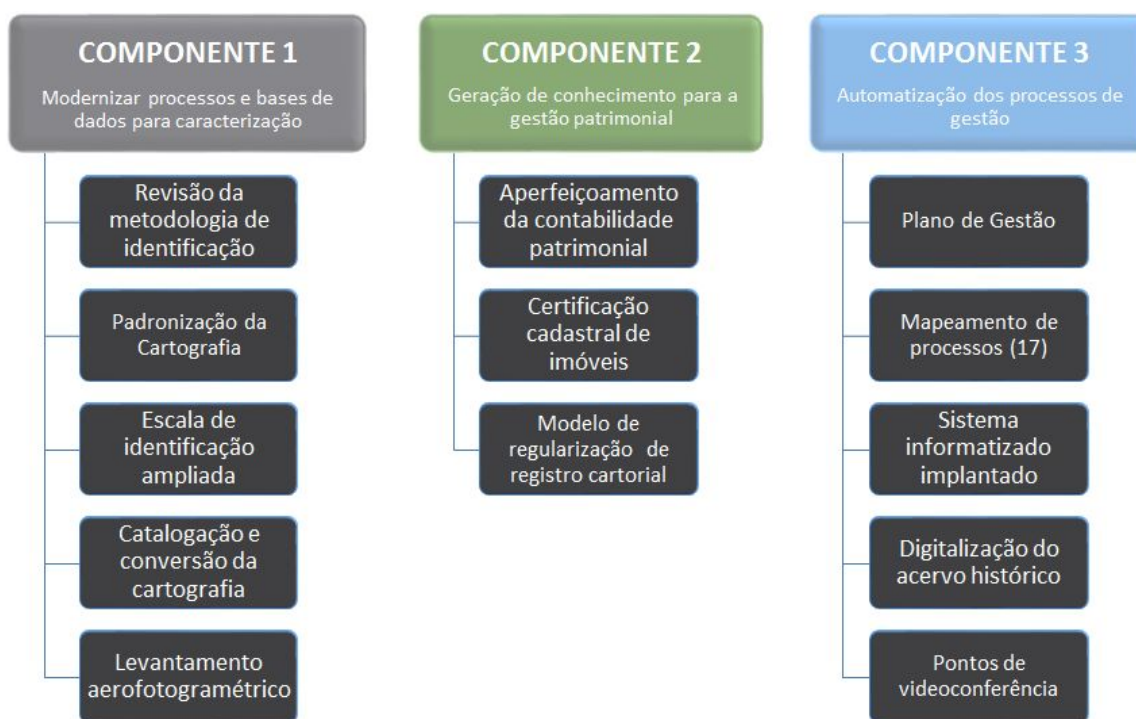 COMPONENTE 1
Modernizar processos e bases de
dados para caracterização
Revisão da
metodologia de
identificação
Padronização da
Cartografia
Escala de
identificação
ampliada
Catalogação e
conversão da
cartografia
Levantamento
aerofotogramétrico
COMPONENTE 2
Geração de conhecimento para a
gestão patrimonial
Aperfeiçoamento
da contabilidade
patrimonial
Certificação
cadastral de
imóveis
Modelo de
regularização de
registro cartorial
COMPONENTE 3
Automatização dos processos de
gestão
Plano de Gestão
Mapeamento de
processos (17)
Sistema
informatizado
implantado
Digitalização do
acervo histórico
Pontos de
videoconferência